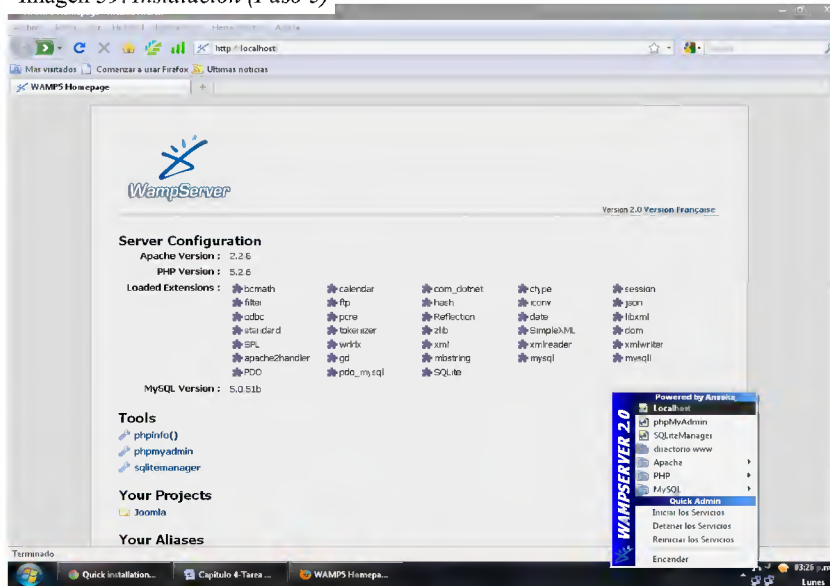 Imagen 39: Instalación (Paso 5)
http://localhost
Mas visitados Comenzar a usar Firefox Ultimas noticias
WAMP5 Homepage
WampServer
Version 2.0 Version Française
Server Configuration
Apache Version : 2.2.6
PHP Version : 5.2.6
Loaded Extensions : bcmath calendar com_dotnet ctype session
filter ftp hash iconv json
odbc pcre Reflection date libxml
standard tokenizer zlib SimpleXML dom
SPL wddx xml xmlreader xmlwriter
apache2handler gd mbstring mysql mysqli
PDO pdo_mysql SQLite
MySQL Version : 5.0.51b
Tools
phpinfo()
phpmyadmin
sqlitemanager
Your Projects
Joomla
Your Aliases
WAMPSERVER 2.0
Powered by Anaska
Localhost
phpMyAdmin
SQLiteManager
directorio www
Apache
PHP
MySQL
Quick Admin
Iniciar los Servicios
Detener los Servicios
Reiniciar los Servicios
Encender
Terminado
Quick installation... Capitulo 4-Tarea ... WAMP5 Homepa...
03:26 p.m.
Lunes